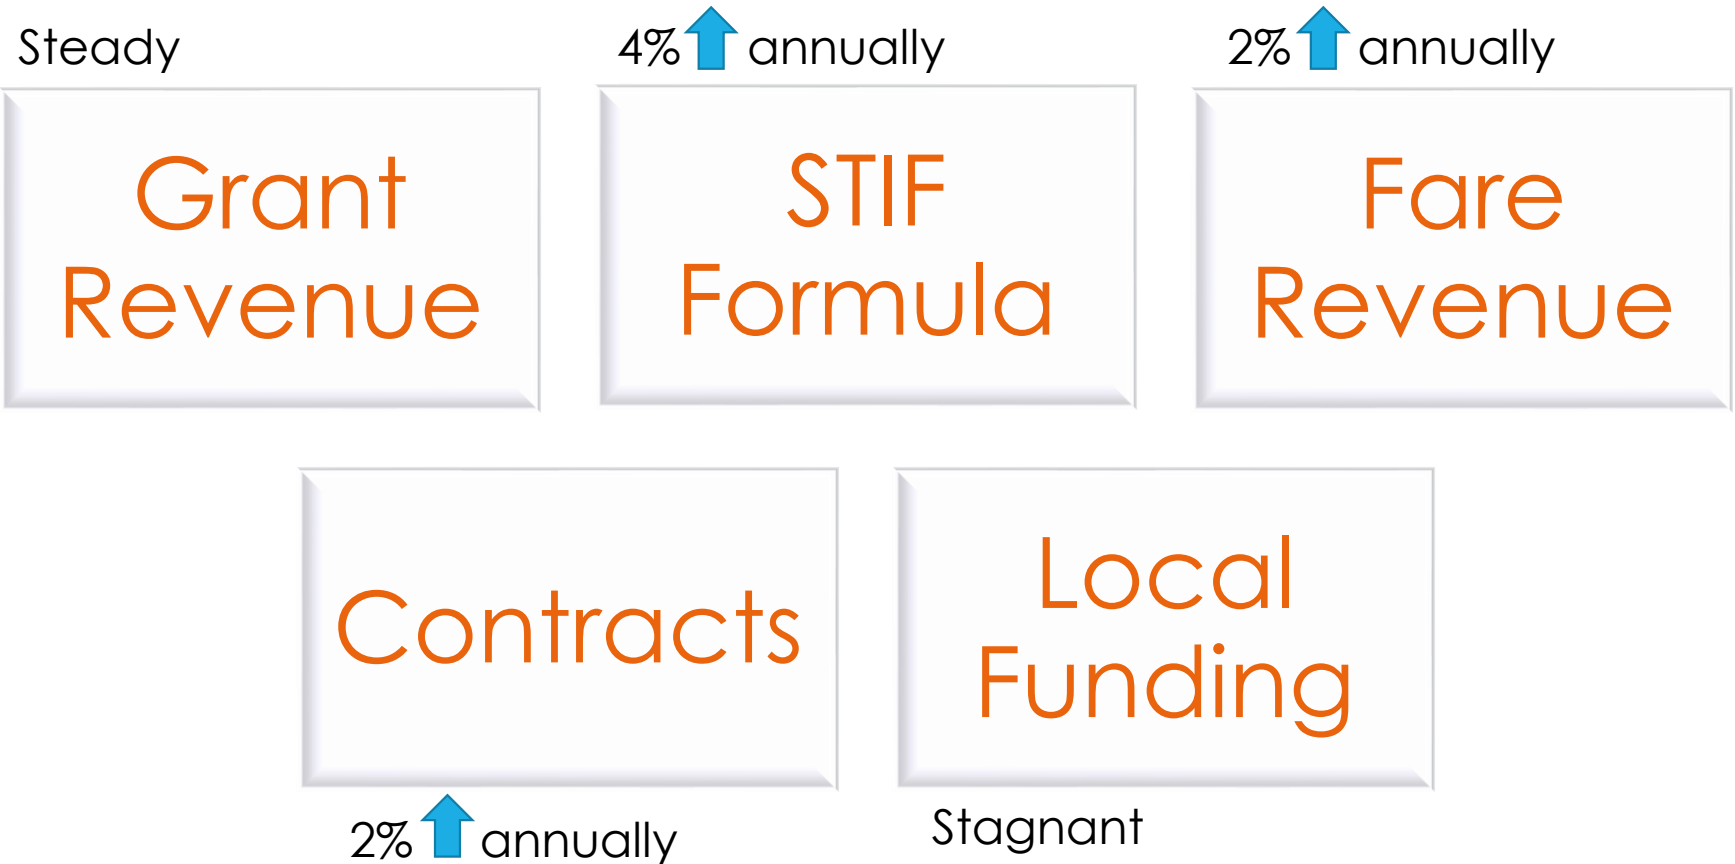 Steady
4% annually
2% annually
Grant
Revenue
STIF
Formula
Fare
Revenue
Contracts
Local
Funding
2% annually
Stagnant